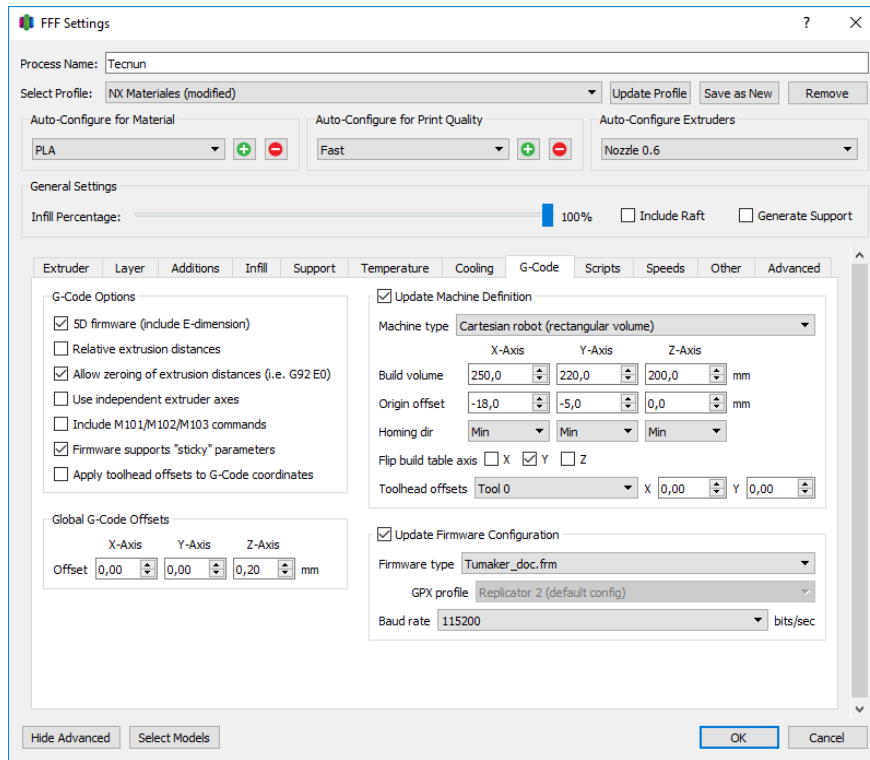 FFF Settings
Process Name: Tecnun
Select Profile: NX Materiales (modified) Update Profile Save as New Remove
Auto-Configure for Material Auto-Configure for Print Quality Auto-Configure Extruders
PLA Fast Nozzle 0.6
General Settings
Infill Percentage: 100% Include Raft Generate Support
Extruder Layer Additions Infill Support Temperature Cooling G-Code Scripts Speeds Other Advanced
G-Code Options
5D firmware (include E-dimension)
Relative extrusion distances
Allow zeroing of extrusion distances (i.e. G92 E0)
Use independent extruder axes
Include M101/M102/M103 commands
Firmware supports "sticky" parameters
Apply toolhead offsets to G-Code coordinates
Global G-Code Offsets
X-Axis Y-Axis Z-Axis
Offset 0,00 0,00 0,20 mm
Update Machine Definition
Machine type Cartesian robot (rectangular volume)
X-Axis Y-Axis Z-Axis
Build volume 250,0 220,0 200,0 mm
Origin offset -18,0 -5,0 0,0 mm
Homing dir Min Min Min
Flip build table axis X Y Z
Toolhead offsets Tool 0 X 0,00 Y 0,00
Update Firmware Configuration
Firmware type Tumaker_doc.frm
GPX profile Replicator 2 (default config)
Baud rate 115200 bits/sec
Hide Advanced Select Models OK Cancel